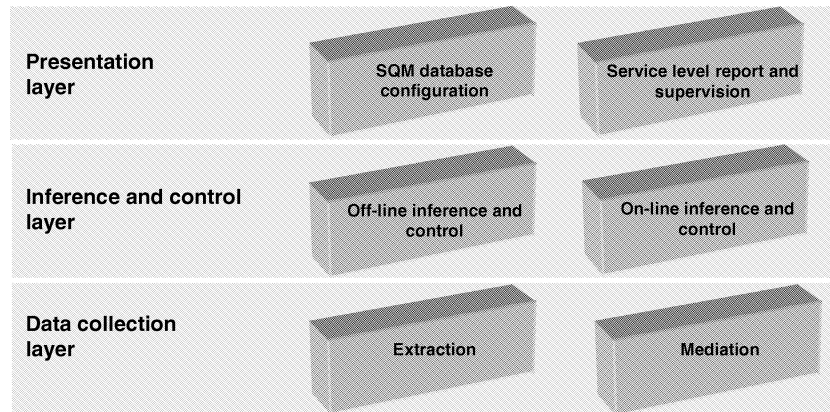 Presentation
layer
SQM database
configuration
Service level report and
supervision
Inference and control
layer
Off-line inference and
control
On-line inference and
control
Data collection
layer
Extraction
Mediation